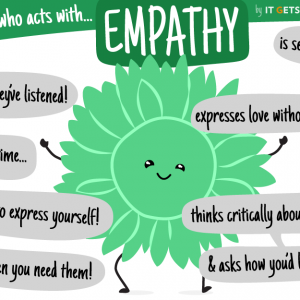 who acts with...
EMPATHY
by IT GETS
is se
ey've listened!
expresses love witho
ime...
o express yourself!
thinks critically abou
en you need them!
& asks how you'd l